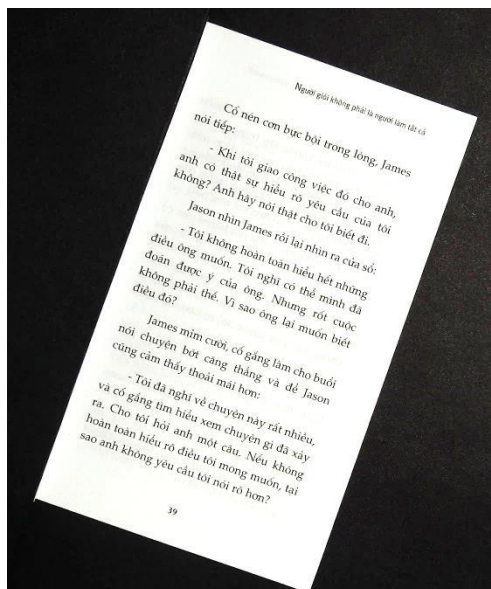 Người giỏi không phải là người làm tất cả
Cố nén cơn bực bội trong lòng, James
nói tiếp:
- Khi tôi giao công việc đó cho anh,
anh có thật sự hiểu rõ yêu cầu của tôi
không? Anh hãy nói thật cho tôi biết đi.
Jason nhìn James rồi lại nhìn ra cửa sổ:
- Tôi không hoàn toàn hiểu hết những
điều ông muốn. Tôi nghĩ có thể mình đã
đoán được ý của ông. Nhưng rốt cuộc
không phải thế. Vì sao ông lại muốn biết
điều đó?
James mỉm cười, cố gắng làm cho buổi
nói chuyện bớt căng thẳng và để Jason
cũng cảm thấy thoải mái hơn:
- Tôi đã nghĩ về chuyện này rất nhiều,
và cố gắng tìm hiểu xem chuyện gì đã xảy
ra. Cho tôi hỏi anh một câu. Nếu không
hoàn toàn hiểu rõ điều tôi mong muốn, tại
sao anh không yêu cầu tôi nói rõ hơn?
39